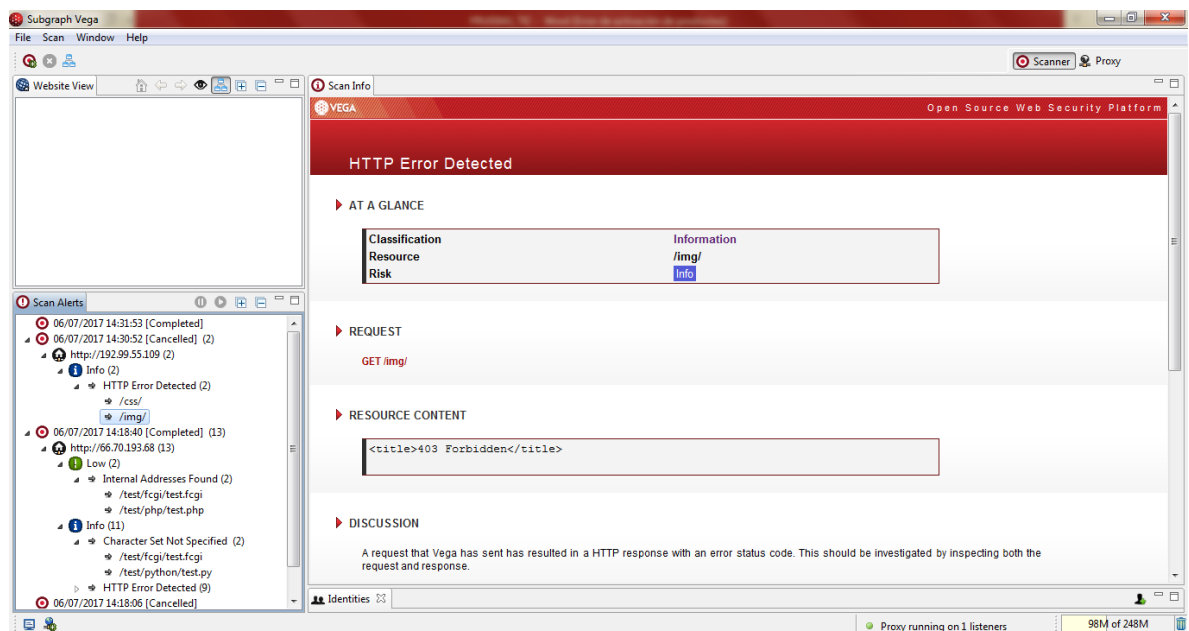 Subgraph Vega
File Scan Window Help
Scanner Proxy
Website View
Scan Info
VEGA Open Source Web Security Platform
HTTP Error Detected
AT A GLANCE
Classification Information
Resource /img/
Risk Info
REQUEST
GET /img/
RESOURCE CONTENT
<title>403 Forbidden</title>
DISCUSSION
A request that Vega has sent has resulted in a HTTP response with an error status code. This should be investigated by inspecting both the
request and response.
Scan Alerts
06/07/2017 14:31:53 [Completed]
06/07/2017 14:30:52 [Cancelled] (2)
http://192.99.55.109 (2)
Info (2)
HTTP Error Detected (2)
/css/
/img/
06/07/2017 14:18:40 [Completed] (13)
http://66.70.193.68 (13)
Low (2)
Internal Addresses Found (2)
/test/fcgi/test.fcgi
/test/php/test.php
Info (11)
Character Set Not Specified (2)
/test/fcgi/test.fcgi
/test/python/test.py
HTTP Error Detected (9)
06/07/2017 14:18:06 [Cancelled]
Identities
Proxy running on 1 listeners
98M of 248M